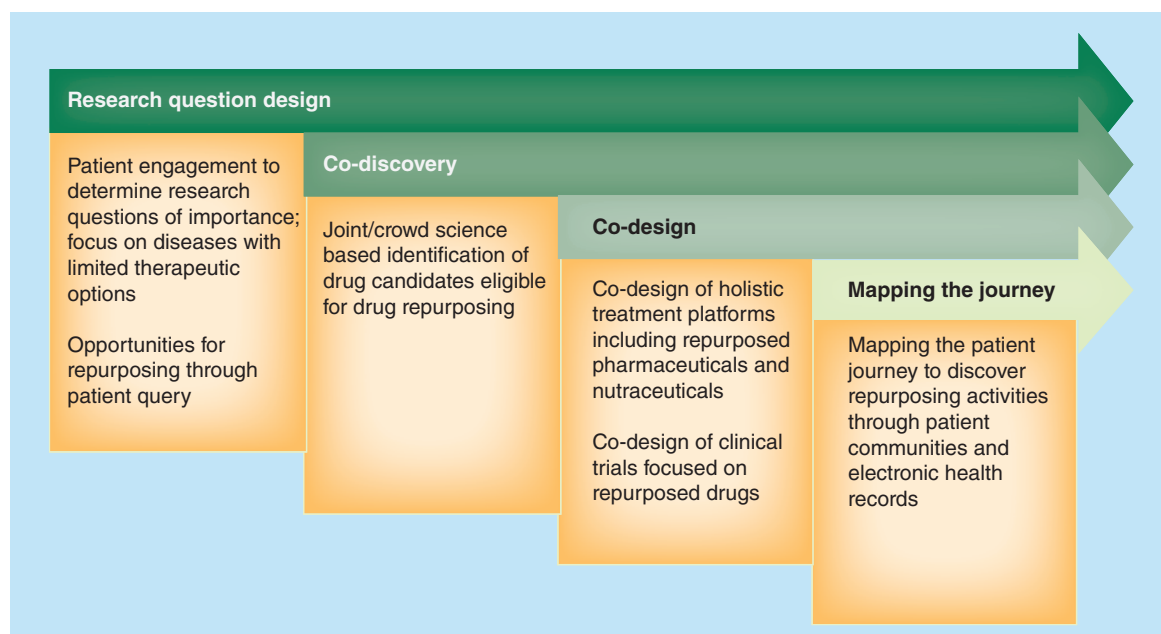 Research question design
Patient engagement to
determine research
questions of importance;
focus on diseases with
limited therapeutic
options
Opportunities for
repurposing through
patient query
Co-discovery
Joint/crowd science
based identification of
drug candidates eligible
for drug repurposing
Co-design
Co-design of holistic
treatment platforms
including repurposed
pharmaceuticals and
nutraceuticals
Co-design of clinical
trials focused on
repurposed drugs
Mapping the journey
Mapping the patient
journey to discover
repurposing activities
through patient
communities and
electronic health
records